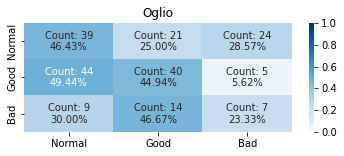 Oglio
Normal
Count: 39
46.43%
Count: 21
25.00%
Count: 24
28.57%
Good
Count: 44
49.44%
Count: 40
44.94%
Count: 5
5.62%
Bad
Count: 9
30.00%
Count: 14
46.67%
Count: 7
23.33%
Normal
Good
Bad
1.0
0.8
0.6
0.4
0.2
0.0